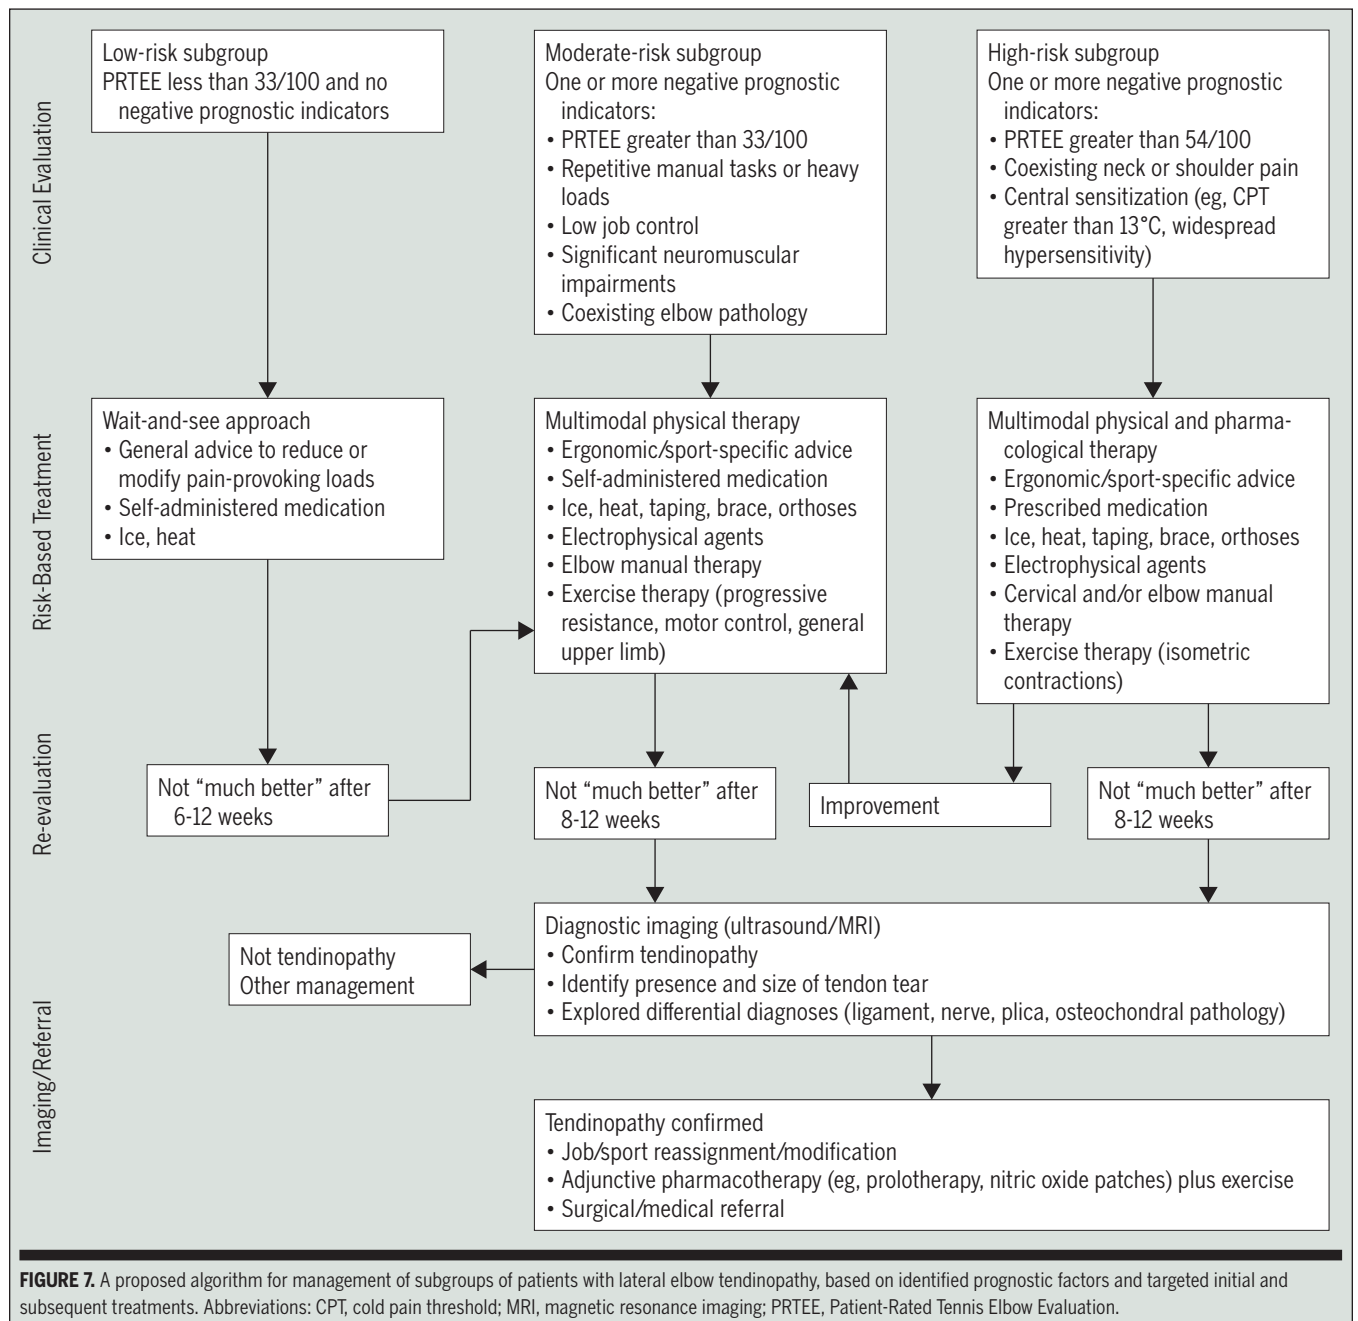 Clinical Evaluation
Low-risk subgroup
PRTEE less than 33/100 and no
negative prognostic indicators
Moderate-risk subgroup
One or more negative prognostic
indicators:
• PRTEE greater than 33/100
• Repetitive manual tasks or heavy
loads
• Low job control
• Significant neuromuscular
impairments
• Coexisting elbow pathology
High-risk subgroup
One or more negative prognostic
indicators:
• PRTEE greater than 54/100
• Coexisting neck or shoulder pain
• Central sensitization (eg, CPT
greater than 13°C, widespread
hypersensitivity)
Risk-Based Treatment
Wait-and-see approach
• General advice to reduce or
modify pain-provoking loads
• Self-administered medication
• Ice, heat
Multimodal physical therapy
• Ergonomic/sport-specific advice
• Self-administered medication
• Ice, heat, taping, brace, orthoses
• Electrophysical agents
• Elbow manual therapy
• Exercise therapy (progressive
resistance, motor control, general
upper limb)
Multimodal physical and pharma-
cological therapy
• Ergonomic/sport-specific advice
• Prescribed medication
• Ice, heat, taping, brace, orthoses
• Electrophysical agents
• Cervical and/or elbow manual
therapy
• Exercise therapy (isometric
contractions)
Re-evaluation
Not “much better” after
6-12 weeks
Not “much better” after
8-12 weeks
Improvement
Not “much better” after
8-12 weeks
Imaging/Referral
Not tendinopathy
Other management
Diagnostic imaging (ultrasound/MRI)
• Confirm tendinopathy
• Identify presence and size of tendon tear
• Explored differential diagnoses (ligament, nerve, plica, osteochondral pathology)
Tendinopathy confirmed
• Job/sport reassignment/modification
• Adjunctive pharmacotherapy (eg, prolotherapy, nitric oxide patches) plus exercise
• Surgical/medical referral
FIGURE 7. A proposed algorithm for management of subgroups of patients with lateral elbow tendinopathy, based on identified prognostic factors and targeted initial and
subsequent treatments. Abbreviations: CPT, cold pain threshold; MRI, magnetic resonance imaging; PRTEE, Patient-Rated Tennis Elbow Evaluation.